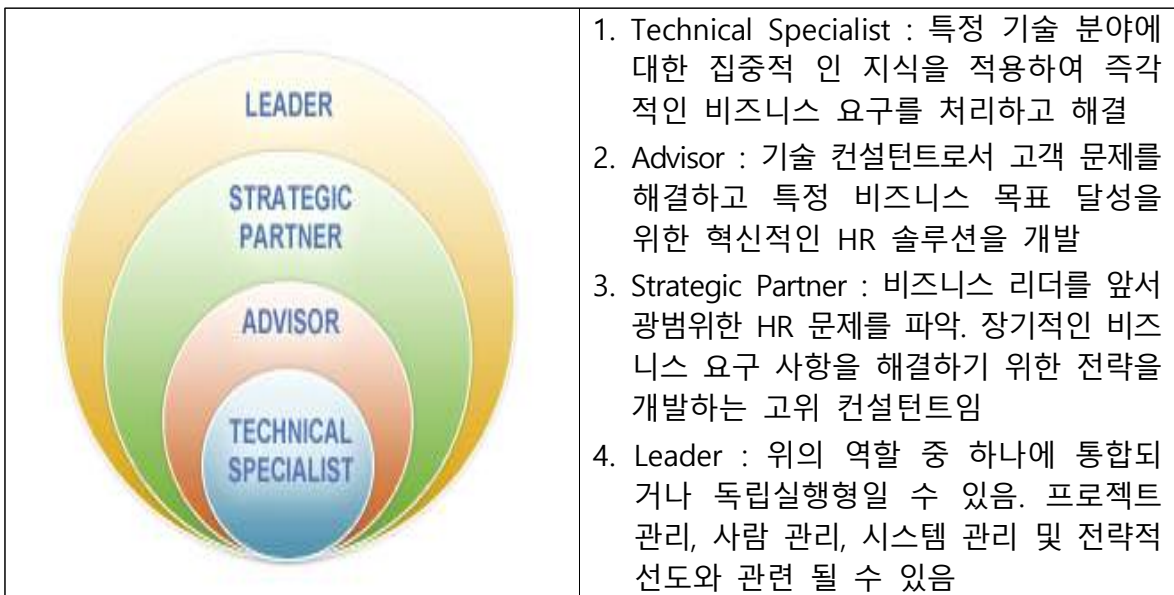 LEADER
STRATEGIC
PARTNER
ADVISOR
TECHNICAL
SPECIALIST
1. Technical Specialist : 특정 기술 분야에
대한 집중적 인 지식을 적용하여 즉각
적인 비즈니스 요구를 처리하고 해결
2. Advisor : 기술 컨설턴트로서 고객 문제를
해결하고 특정 비즈니스 목표 달성을
위한 혁신적인 HR 솔루션을 개발
3. Strategic Partner : 비즈니스 리더를 앞서
광범위한 HR 문제를 파악. 장기적인 비즈
니스 요구 사항을 해결하기 위한 전략을
개발하는 고위 컨설턴트임
4. Leader : 위의 역할 중 하나에 통합되
거나 독립실행형일 수 있음. 프로젝트
관리, 사람 관리, 시스템 관리 및 전략적
선도와 관련 될 수 있음